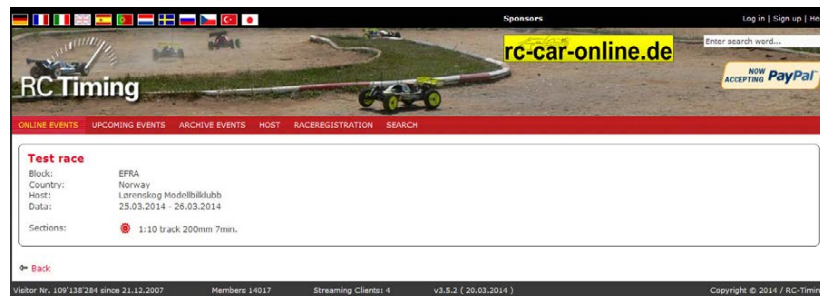 Sponsors
Log in | Sign up | He
rc-car-online.de
Enter search word...
RC Timing
NOW
ACCEPTING PayPal
ONLINE EVENTS UPCOMING EVENTS ARCHIVE EVENTS HOST RACEREGISTRATION SEARCH
Test race
Block: EFRA
Country: Norway
Host: Lørenskog Modellbilklubb
Data: 25.03.2014 - 26.03.2014
Sections: 1:10 track 200mm 7min.
Back
Visitor Nr. 109'138'284 since 21.12.2007 Members 14017 Streaming Clients: 4 v3.5.2 ( 20.03.2014 ) Copyright © 2014 / RC-Timin